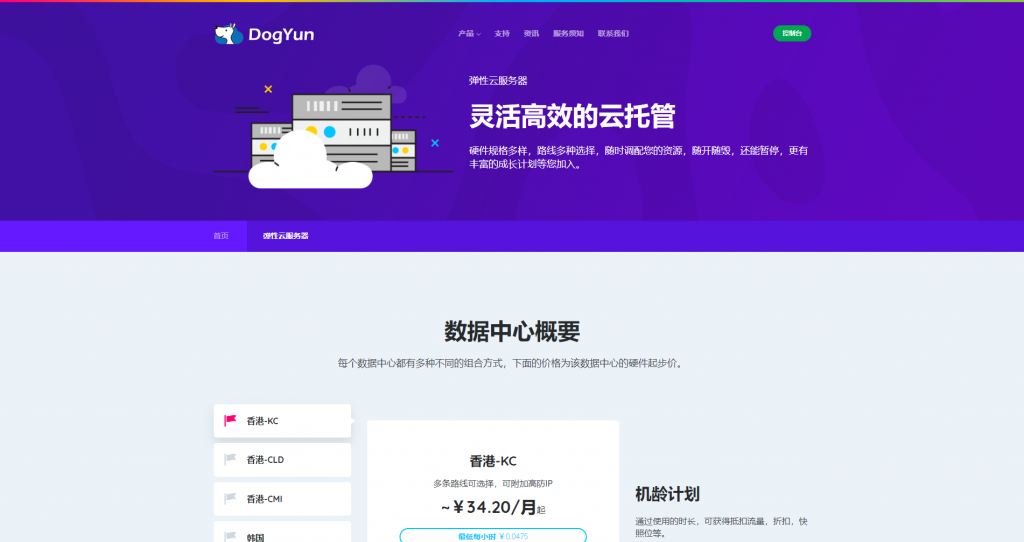 DogYun
产品
支持
资讯
服务须知
联系我们
控制台
弹性云服务器
灵活高效的云托管
硬件规格多样，路线多种选择，随时调配您的资源，随开随毁，还能暂停，更有
丰富的成长计划等您加入。
首页
弹性云服务器
数据中心概要
每个数据中心都有多种不同的组合方式，下面的价格为该数据中心的硬件起步价。
香港-KC
香港-CLD
香港-CMI
韩国
香港-KC
多条路线可选择，可附加高防IP
~￥34.20/月起
最低每小时 ￥0.0475
机龄计划
通过使用的时长，可获得抵扣流量，折扣，快
照位等。